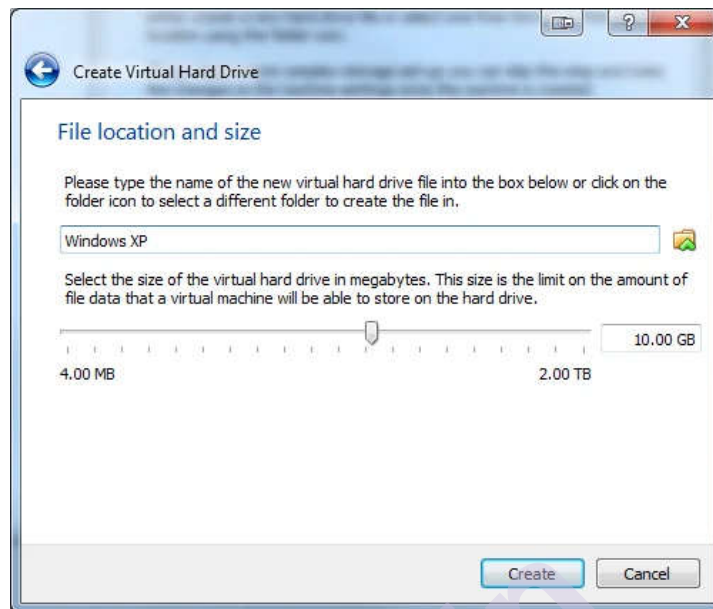 Create Virtual Hard Drive
File location and size
Please type the name of the new virtual hard drive file into the box below or click on the
folder icon to select a different folder to create the file in.
Windows XP
Select the size of the virtual hard drive in megabytes. This size is the limit on the amount of
file data that a virtual machine will be able to store on the hard drive.
10.00 GB
4.00 MB 2.00 TB
Create Cancel